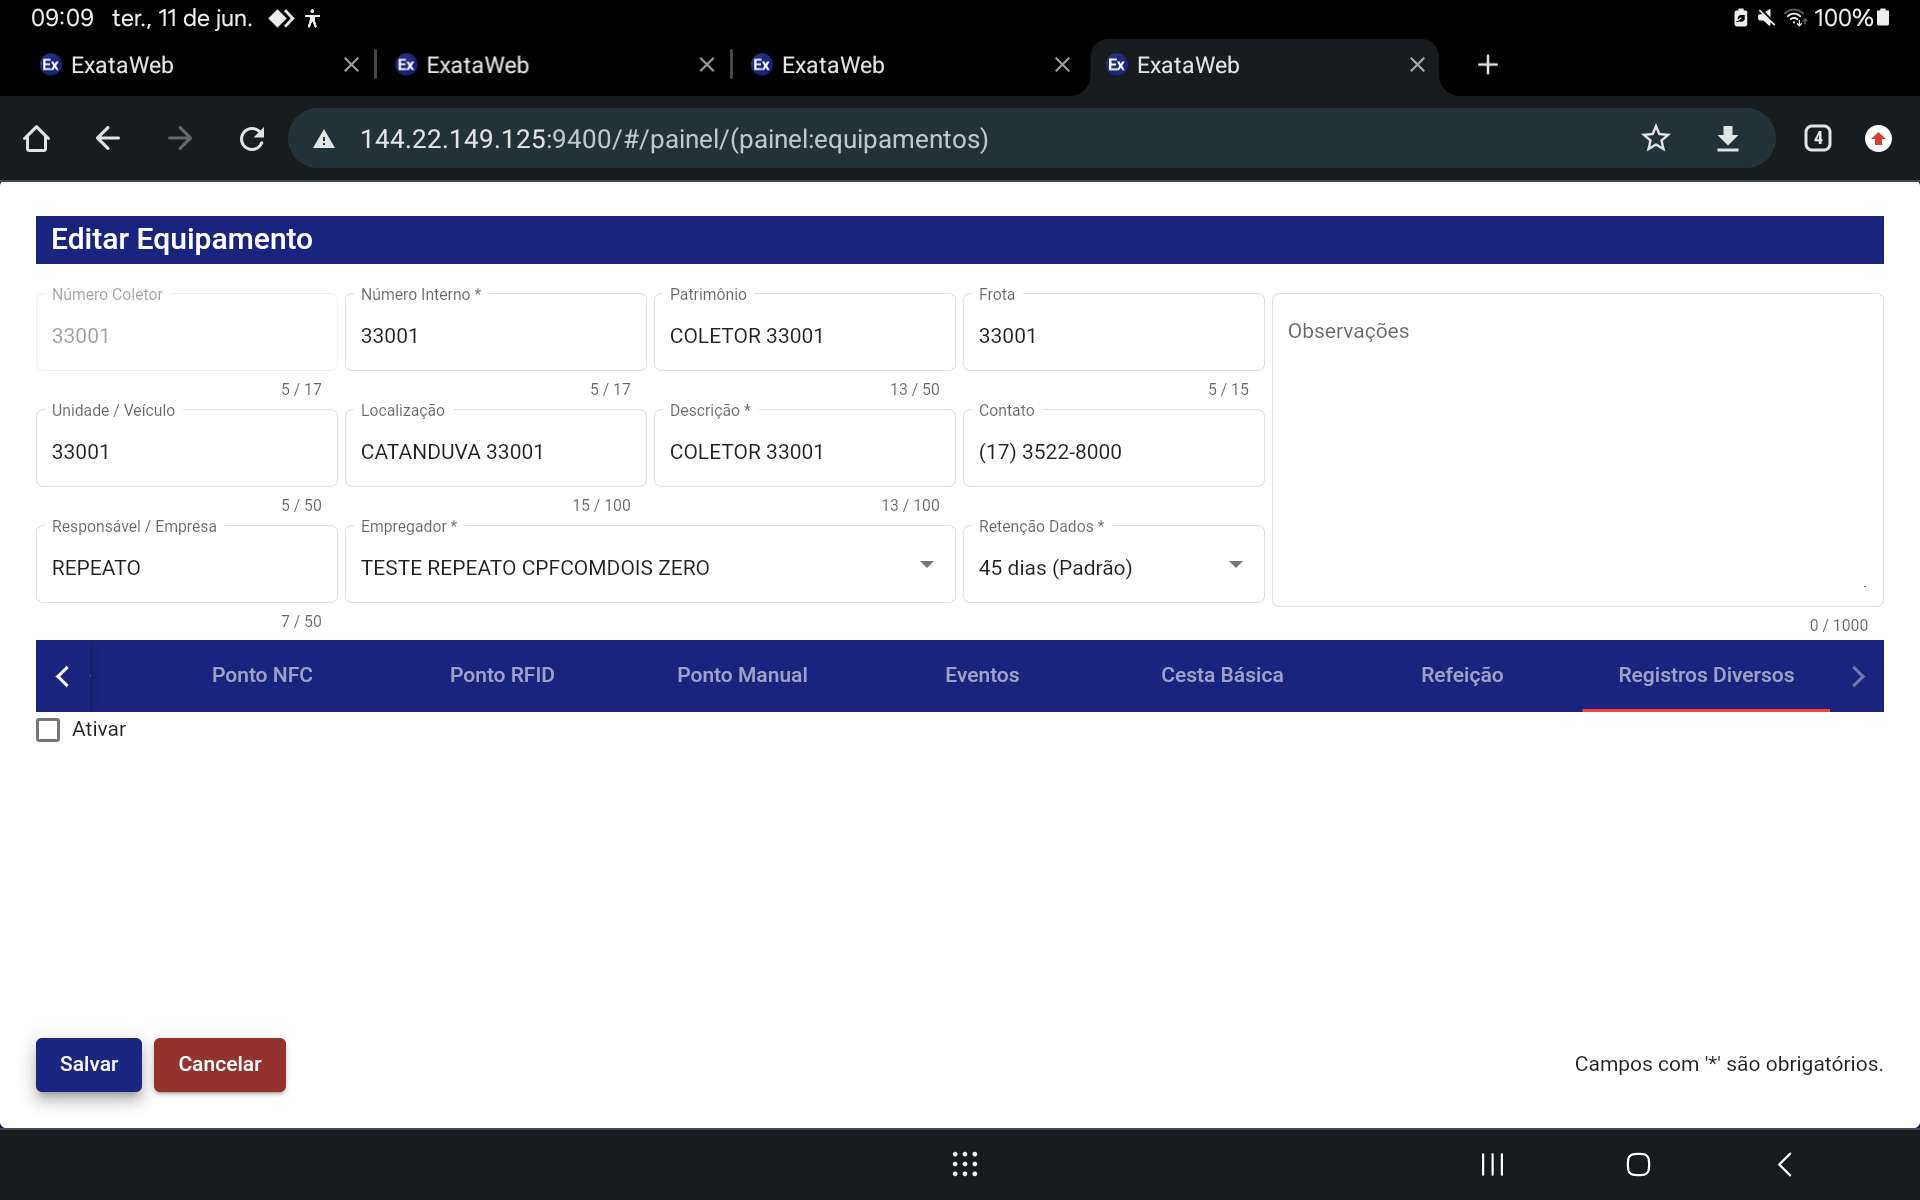 09:09 ter., 11 de jun. 100%
Ex ExataWeb Ex ExataWeb Ex ExataWeb Ex ExataWeb
144.22.149.125:9400/#/painel/(painel:equipamentos) 4
Editar Equipamento
Número Coletor Número Interno * Patrimônio Frota
33001 33001 COLETOR 33001 33001 Observações
5 / 17 5 / 17 13 / 50 5 / 15
Unidade / Veículo Localização Descrição * Contato
33001 CATANDUVA 33001 COLETOR 33001 (17) 3522-8000
5 / 50 15 / 100 13 / 100
Responsável / Empresa Empregador * Retenção Dados *
REPEATO TESTE REPEATO CPFCOMDOIS ZERO 45 dias (Padrão)
7 / 50 0 / 1000
Ponto NFC Ponto RFID Ponto Manual Eventos Cesta Básica Refeição Registros Diversos
Ativar
Salvar Cancelar Campos com '*' são obrigatórios.